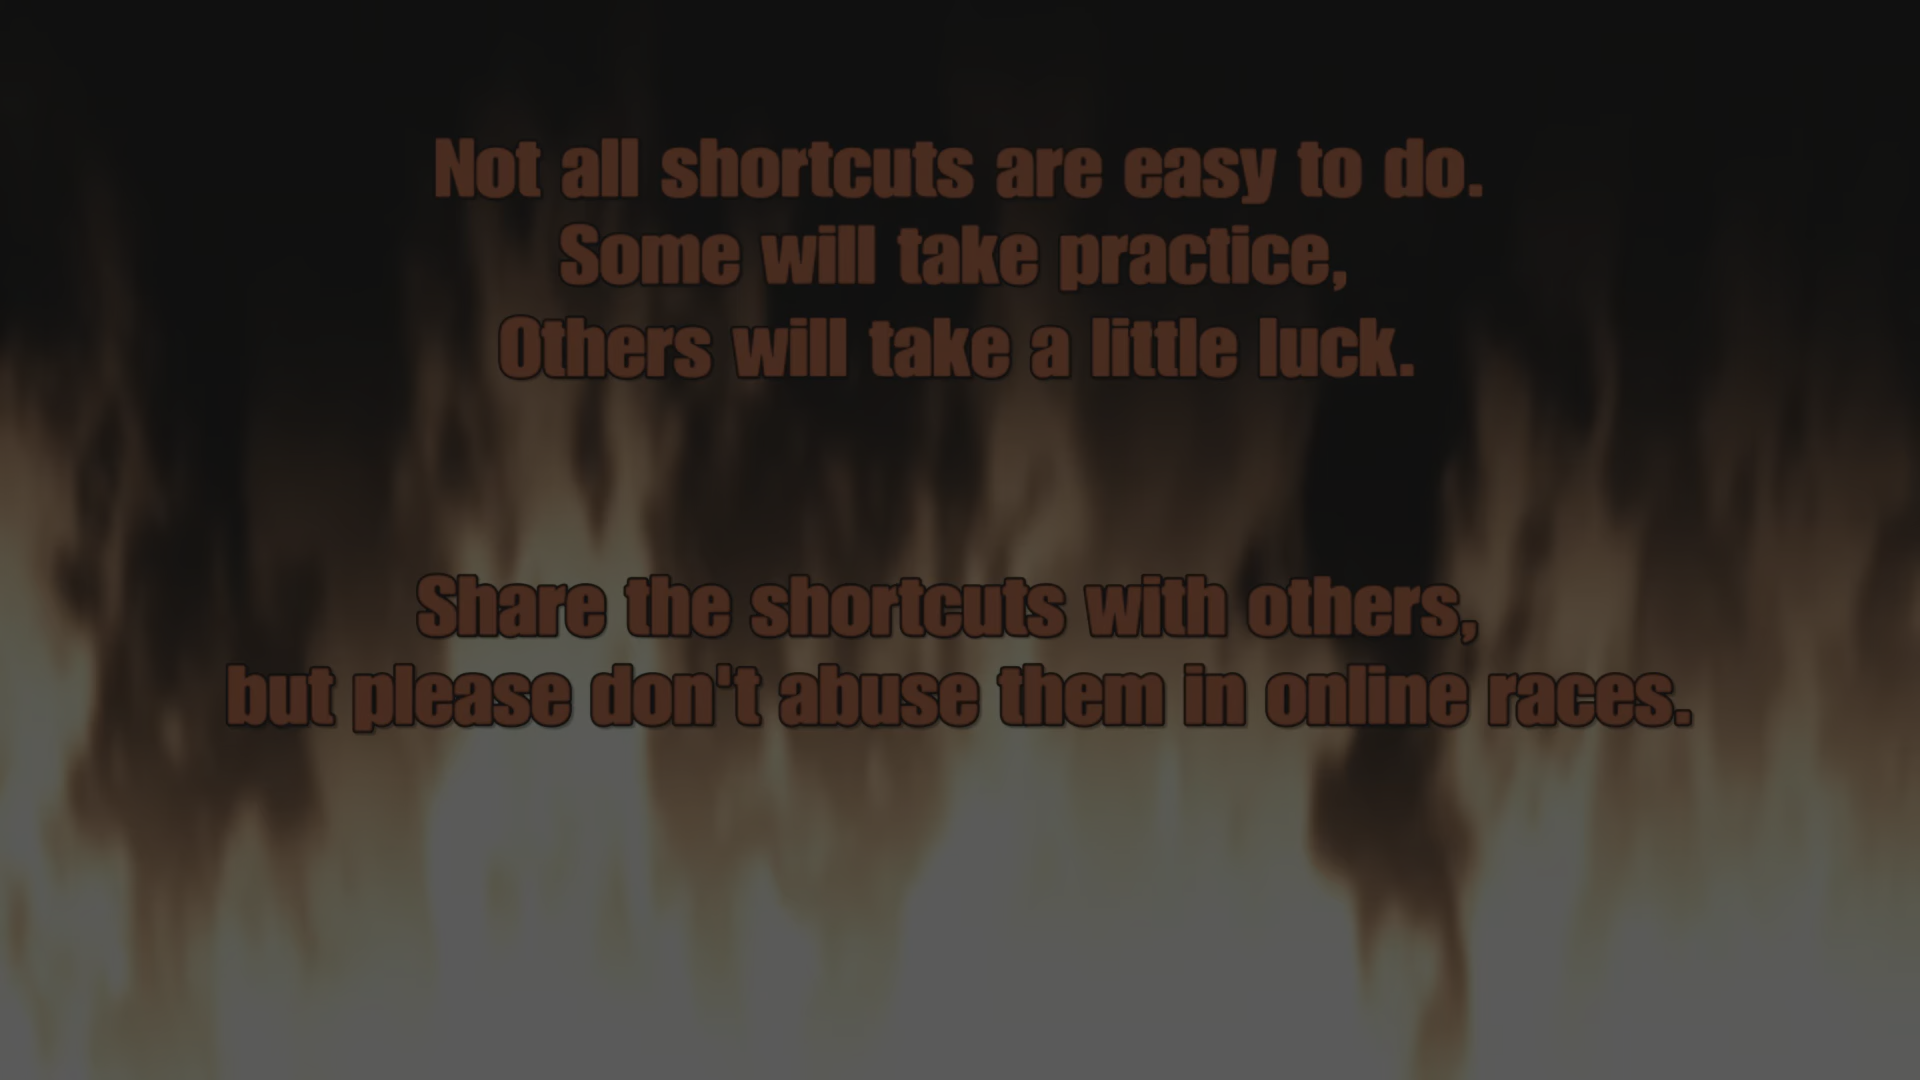 Not all shortcuts are easy to do.
Some will take practice,
Others will take a little luck.
Share the shortcuts with others,
but please don't abuse them in online races.